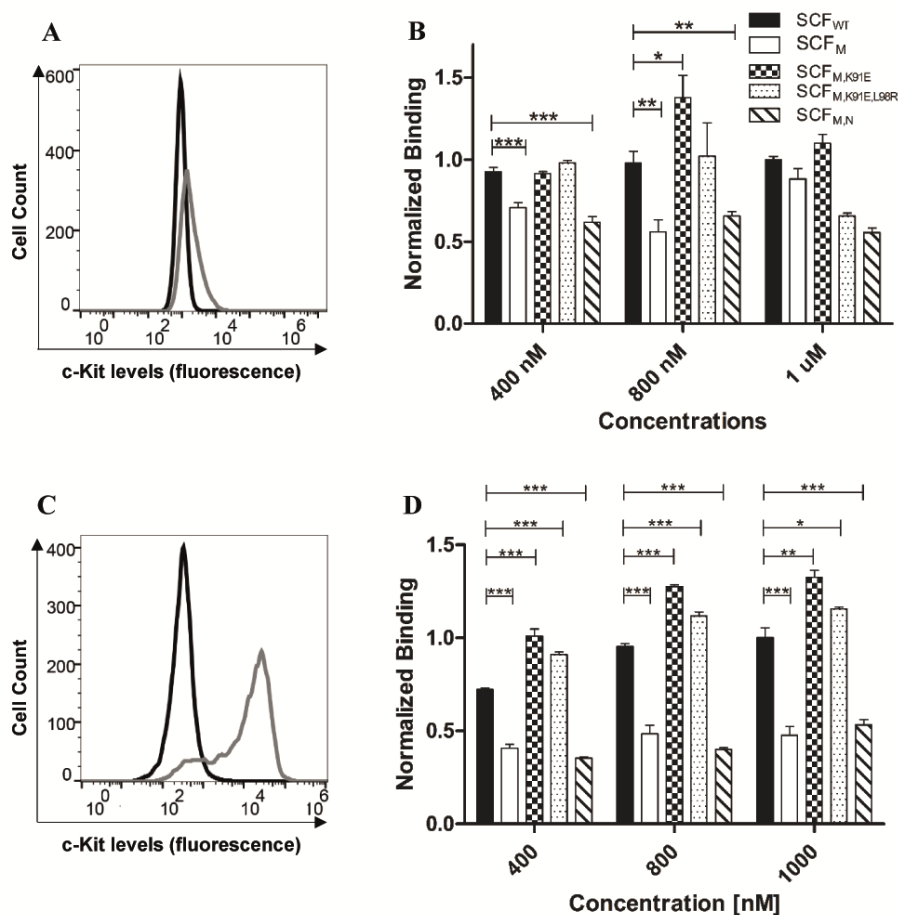 A
600
400
200
0
Cell Count
10^0 10^2 10^4 10^6
c-Kit levels (fluorescence)
B
** 
* 
** 
*** 
***
SCF_WT
SCF_M
SCF_M,K91E
SCF_M,K91E,L98R
SCF_M,N
1.5
1.0
0.5
0.0
Normalized Binding
400 nM
800 nM
1 uM
Concentrations
C
400
300
200
100
0
Cell Count
10^0 10^2 10^4 10^6
c-Kit levels (fluorescence)
D
*** *** ***
*** *** *
*** *** **
*** *** ***
1.5
1.0
0.5
0.0
Normalized Binding
400
800
1000
Concentration [nM]